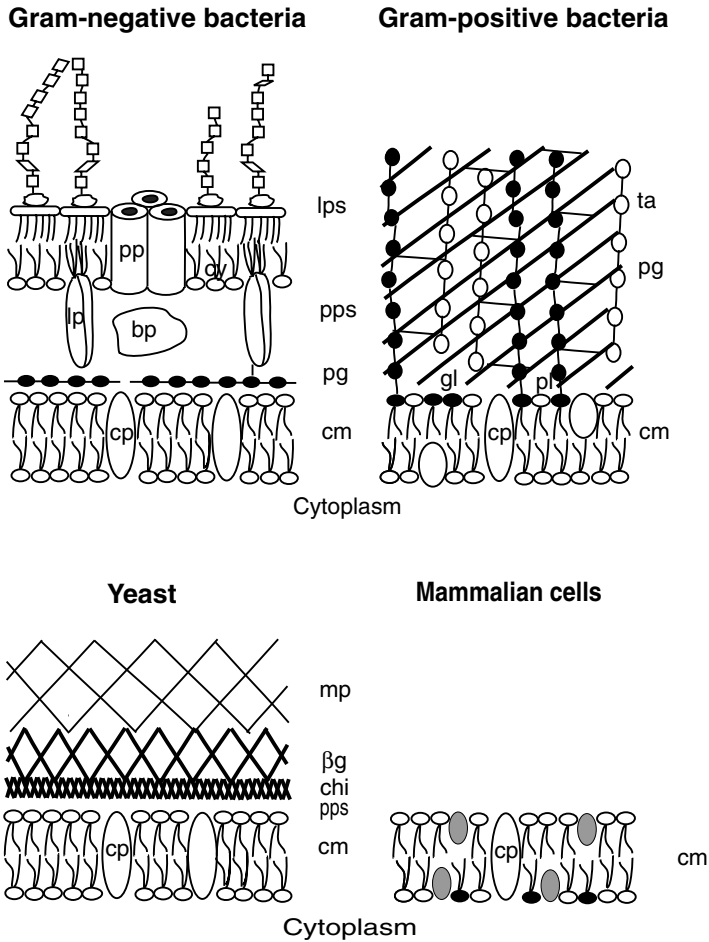 Gram-negative bacteria
Gram-positive bacteria
lps
pp
lp
bp
pps
pg
cp
cm
ta
pg
gl
pl
cp
cm
Cytoplasm
Yeast
Mammalian cells
mp
βg
chi
pps
cp
cm
cp
cm
Cytoplasm